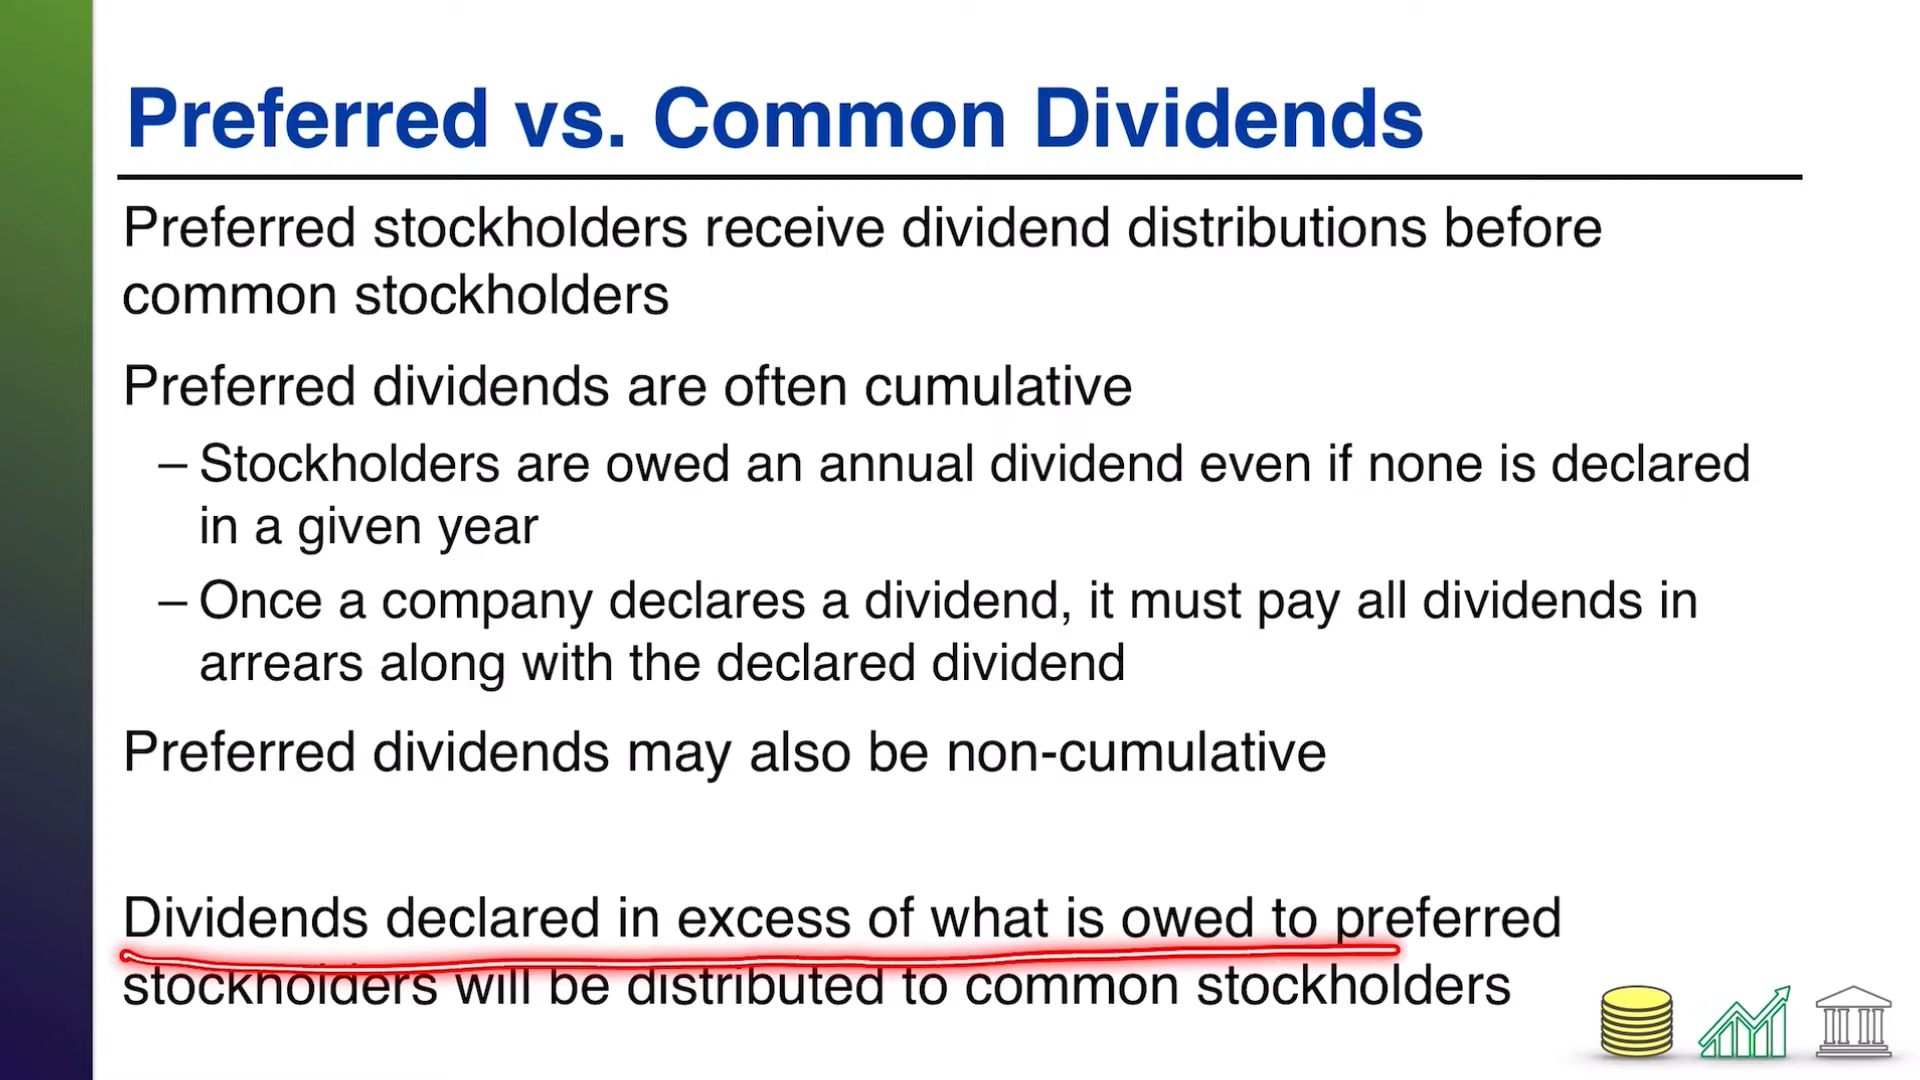 Preferred vs. Common Dividends
Preferred stockholders receive dividend distributions before
common stockholders
Preferred dividends are often cumulative
– Stockholders are owed an annual dividend even if none is declared
in a given year
– Once a company declares a dividend, it must pay all dividends in
arrears along with the declared dividend
Preferred dividends may also be non-cumulative
Dividends declared in excess of what is owed to preferred
stockholders will be distributed to common stockholders